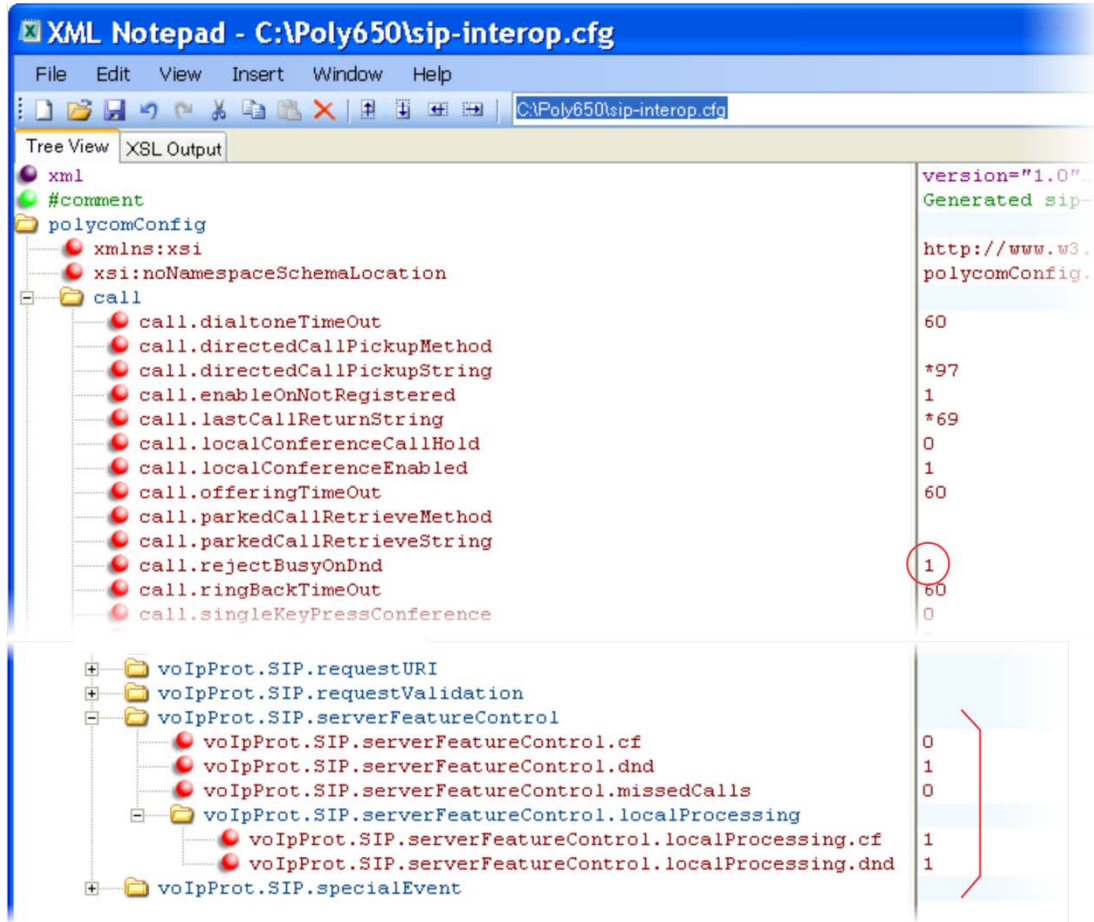 XML Notepad - C:\Poly650\sip-interop.cfg
File Edit View Insert Window Help
C:\Poly650\sip-interop.cfg
Tree View XSL Output
xml version="1.0"
#comment Generated sip-
polycomConfig
xmlns:xsi http://www.w3.
xsi:noNamespaceSchemaLocation polycomConfig.
call
call.dialtoneTimeOut 60
call.directedCallPickupMethod
call.directedCallPickupString *97
call.enableOnNotRegistered 1
call.lastCallReturnString *69
call.localConferenceCallHold 0
call.localConferenceEnabled 1
call.offeringTimeOut 60
call.parkedCallRetrieveMethod
call.parkedCallRetrieveString
call.rejectBusyOnDnd 1
call.ringBackTimeOut 60
call.singleKeyPressConference 0
voIpProt.SIP.requestURI
voIpProt.SIP.requestValidation
voIpProt.SIP.serverFeatureControl
voIpProt.SIP.serverFeatureControl.cf 0
voIpProt.SIP.serverFeatureControl.dnd 1
voIpProt.SIP.serverFeatureControl.missedCalls 0
voIpProt.SIP.serverFeatureControl.localProcessing
voIpProt.SIP.serverFeatureControl.localProcessing.cf 1
voIpProt.SIP.serverFeatureControl.localProcessing.dnd 1
voIpProt.SIP.specialEvent